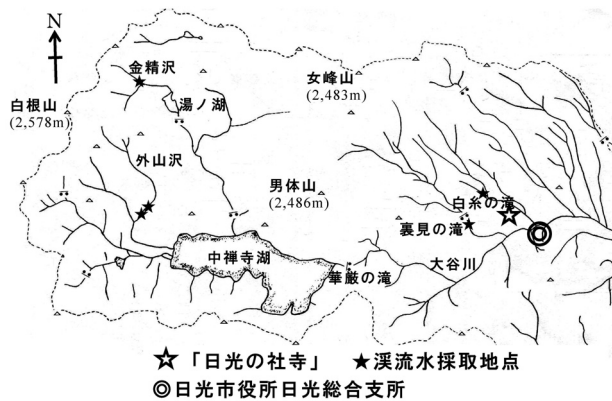 N
金精沢
女峰山
(2,483m)
白根山
(2,578m)
湯ノ湖
外山沢
男体山
(2,486m)
白糸の滝
裏見の滝
中禅寺湖
華厳の滝
大谷川
☆「日光の社寺」 ★渓流水採取地点
◎日光市役所日光総合支所